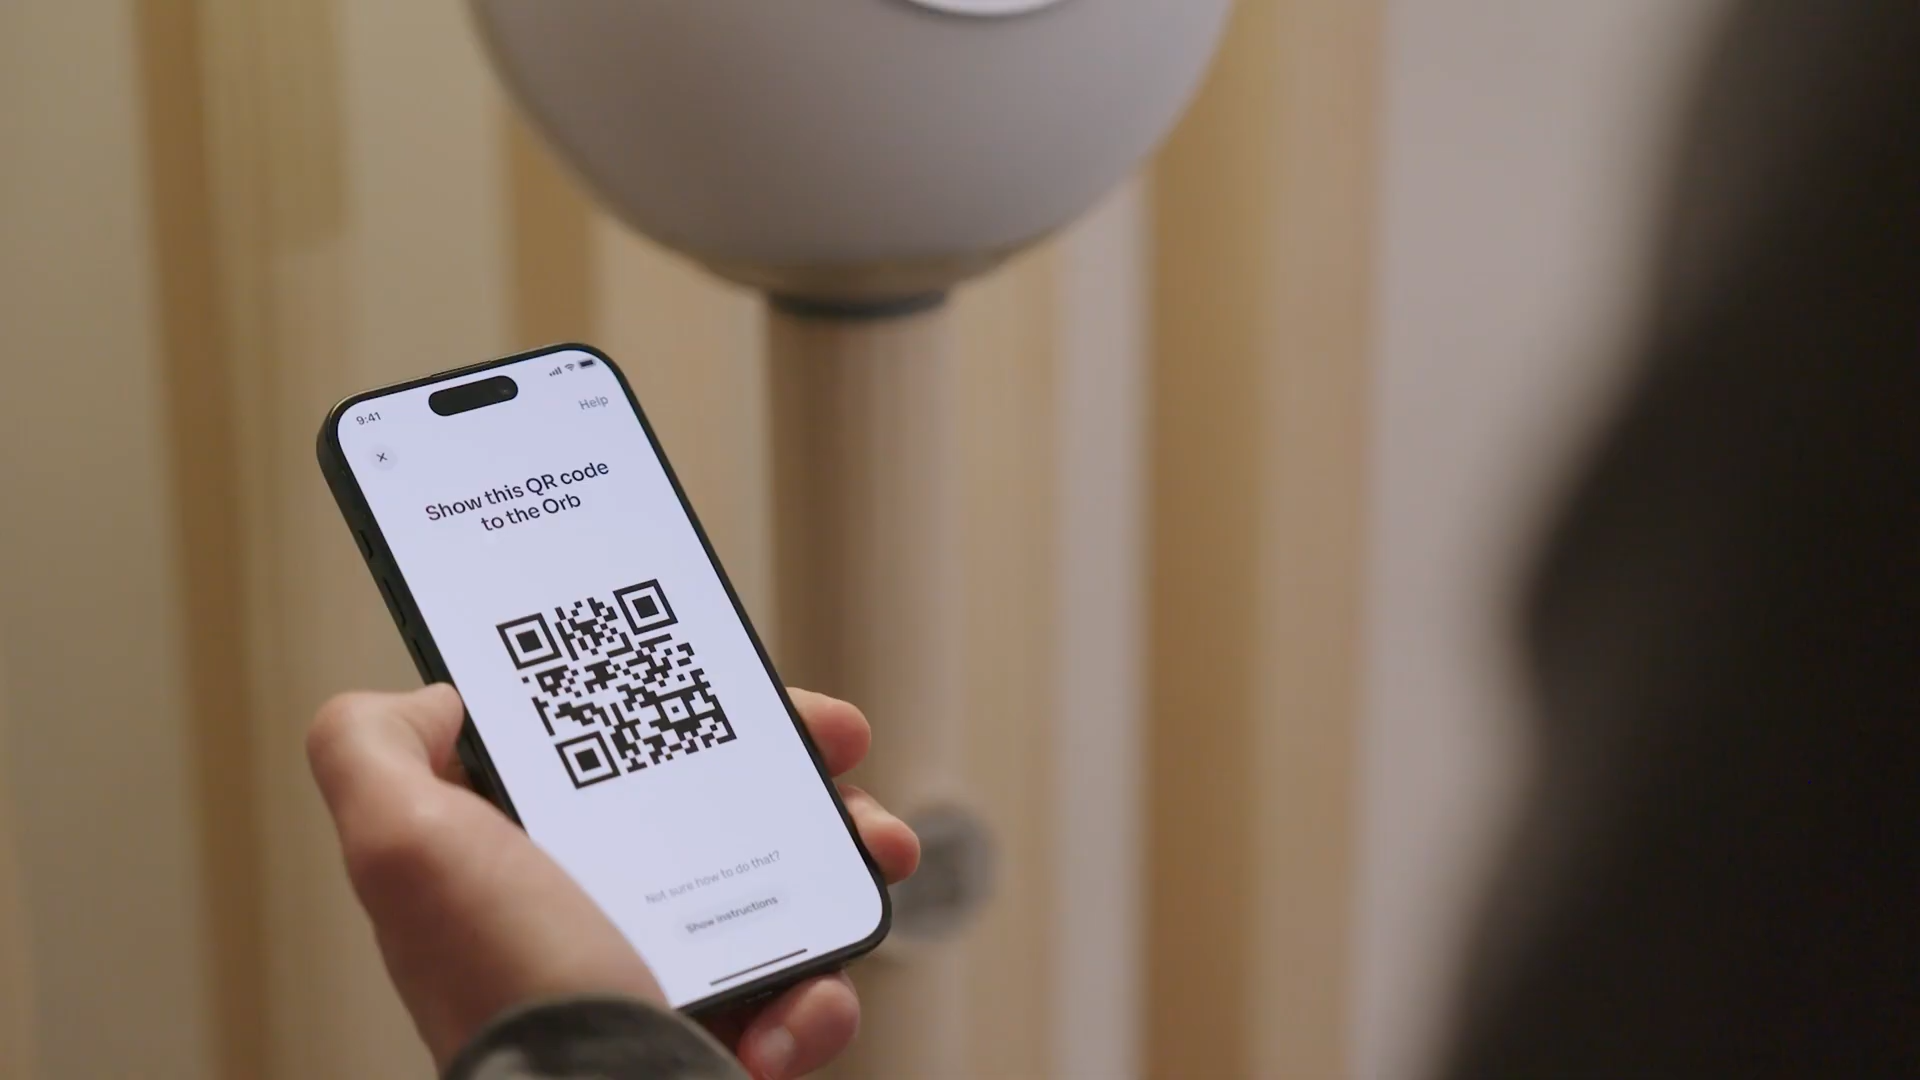 9:41
Help
Show this QR code
to the Orb
Not sure how to do that?
Show instructions